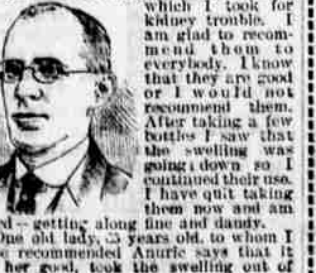 which I took for
kidney trouble. I
am glad to recom-
mend them to
everybody. I know
that they are good
or I would not
recommend them.
After taking a few
bottles I saw that
the swelling was
going down so I
continued their use.
I have quit taking
them now and am
rd -- getting along fine and dandy.
One old lady, years old, to whom I
e recommended Anuric says that it
her good, took the swelling out of